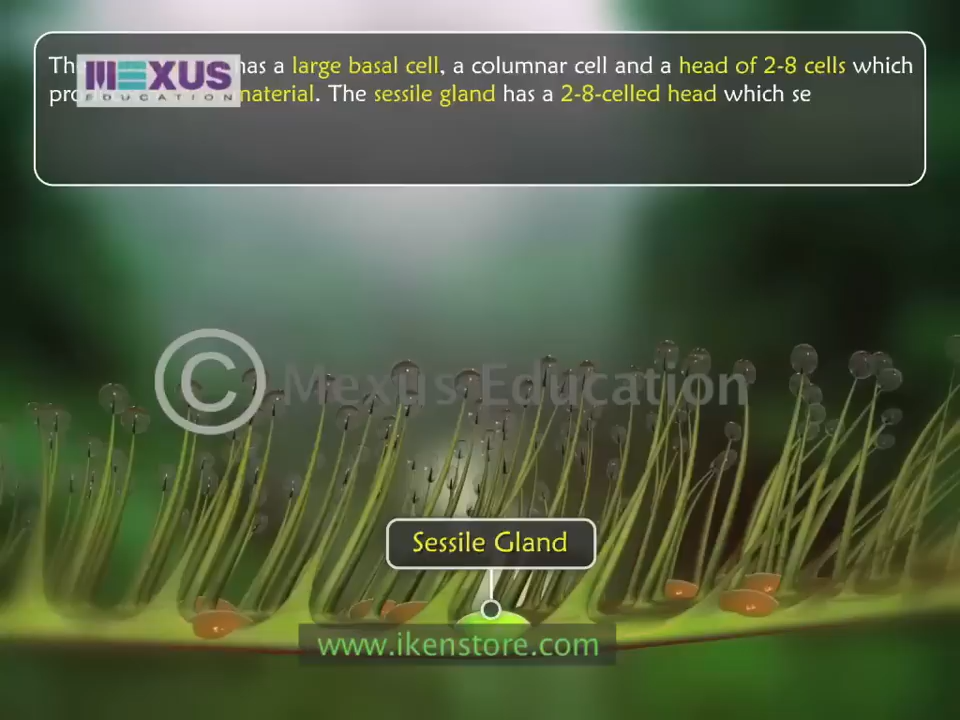 Th
MEXUS
EDUCATION
has a large basal cell, a columnar cell and a head of 2-8 cells which
pro material. The sessile gland has a 2-8-celled head which se
© Mexus Education
Sessile Gland
www.ikenstore.com